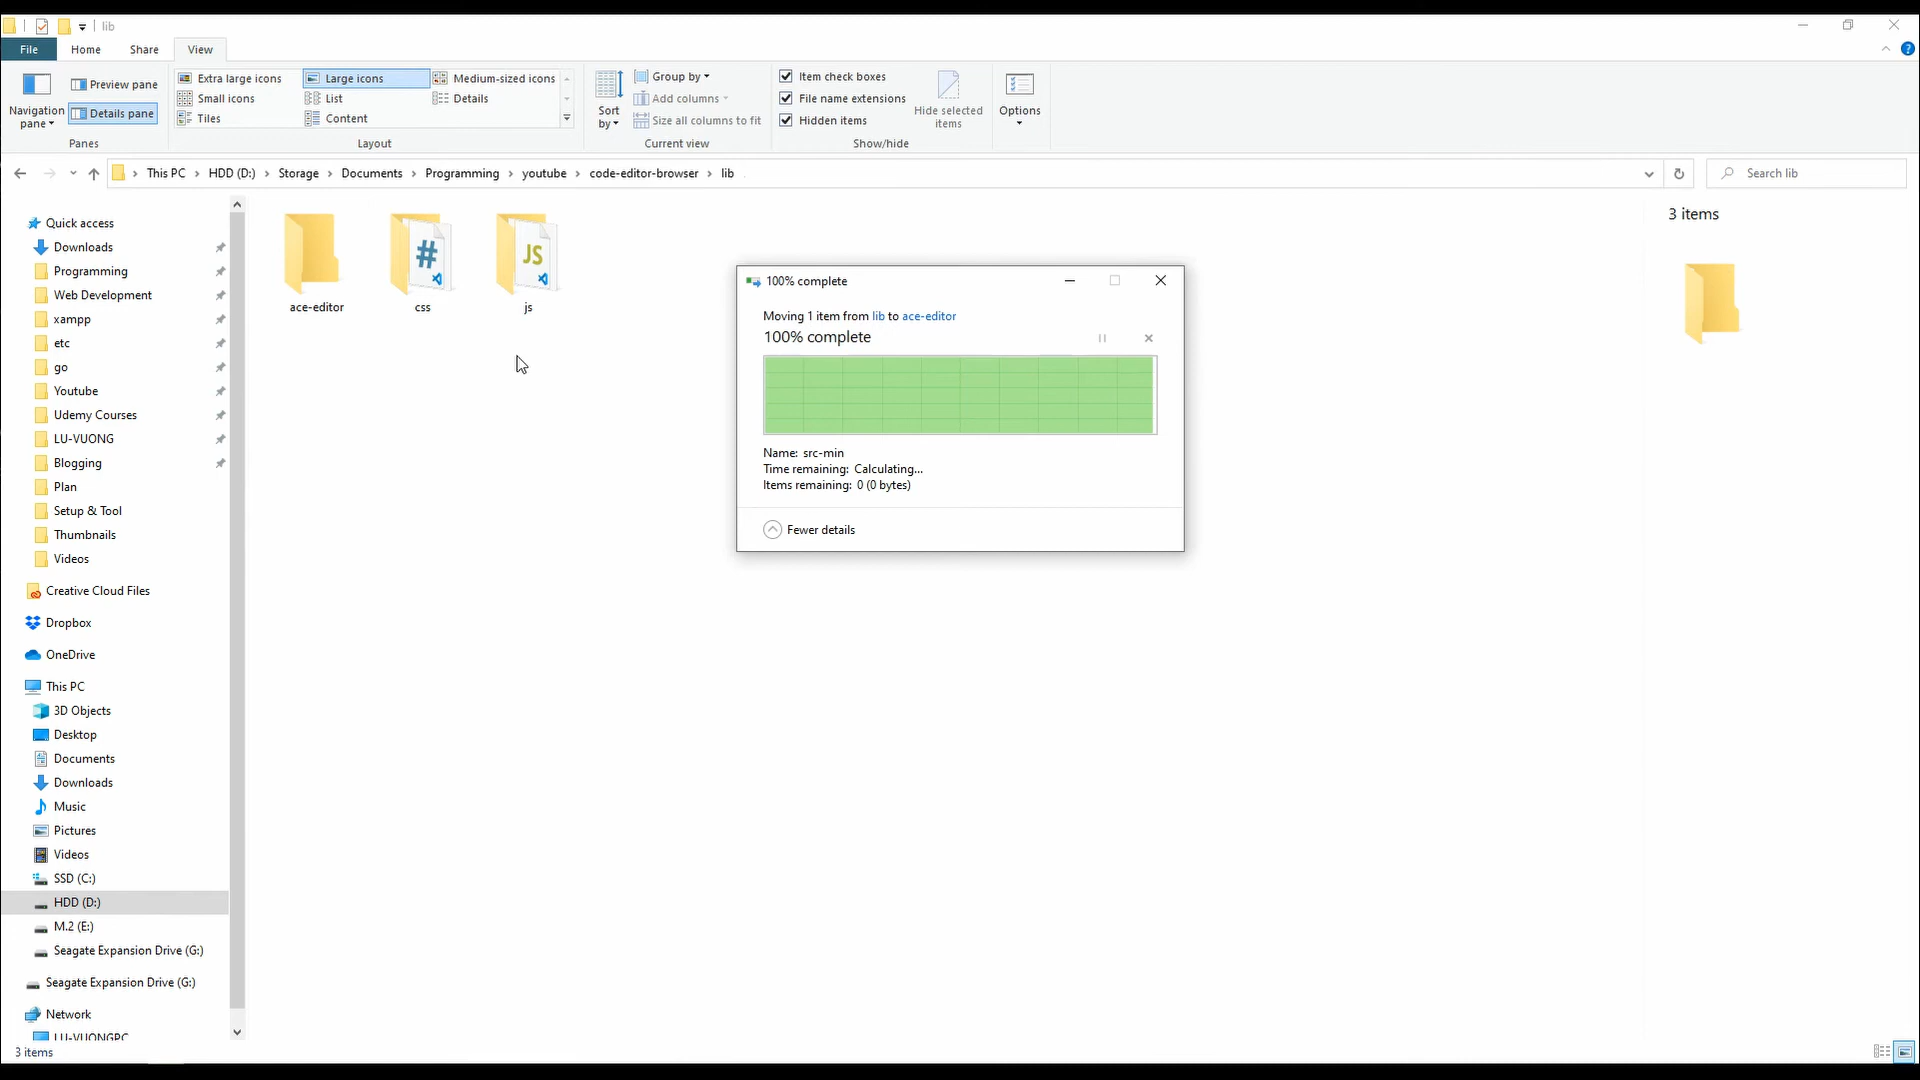 lib
File
Home
Share
View
Navigation pane
Preview pane
Details pane
Panes
Extra large icons
Large icons
Medium-sized icons
Small icons
List
Details
Tiles
Content
Layout
Sort by
Group by
Add columns
Size all columns to fit
Current view
Item check boxes
File name extensions
Hidden items
Hide selected items
Show/hide
Options
This PC > HDD (D:) > Storage > Documents > Programming > youtube > code-editor-browser > lib
Search lib
Quick access
Downloads
Programming
Web Development
xampp
etc
go
Youtube
Udemy Courses
LU-VUONG
Blogging
Plan
Setup & Tool
Thumbnails
Videos
Creative Cloud Files
Dropbox
OneDrive
This PC
3D Objects
Desktop
Documents
Downloads
Music
Pictures
Videos
SSD (C:)
HDD (D:)
M.2 (E:)
Seagate Expansion Drive (G:)
Seagate Expansion Drive (G:)
Network
LU-VUONGPC
3 items
ace-editor
#
css
JS
js
100% complete
Moving 1 item from lib to ace-editor
100% complete
Name: src-min
Time remaining: Calculating...
Items remaining: 0 (0 bytes)
Fewer details
3 items